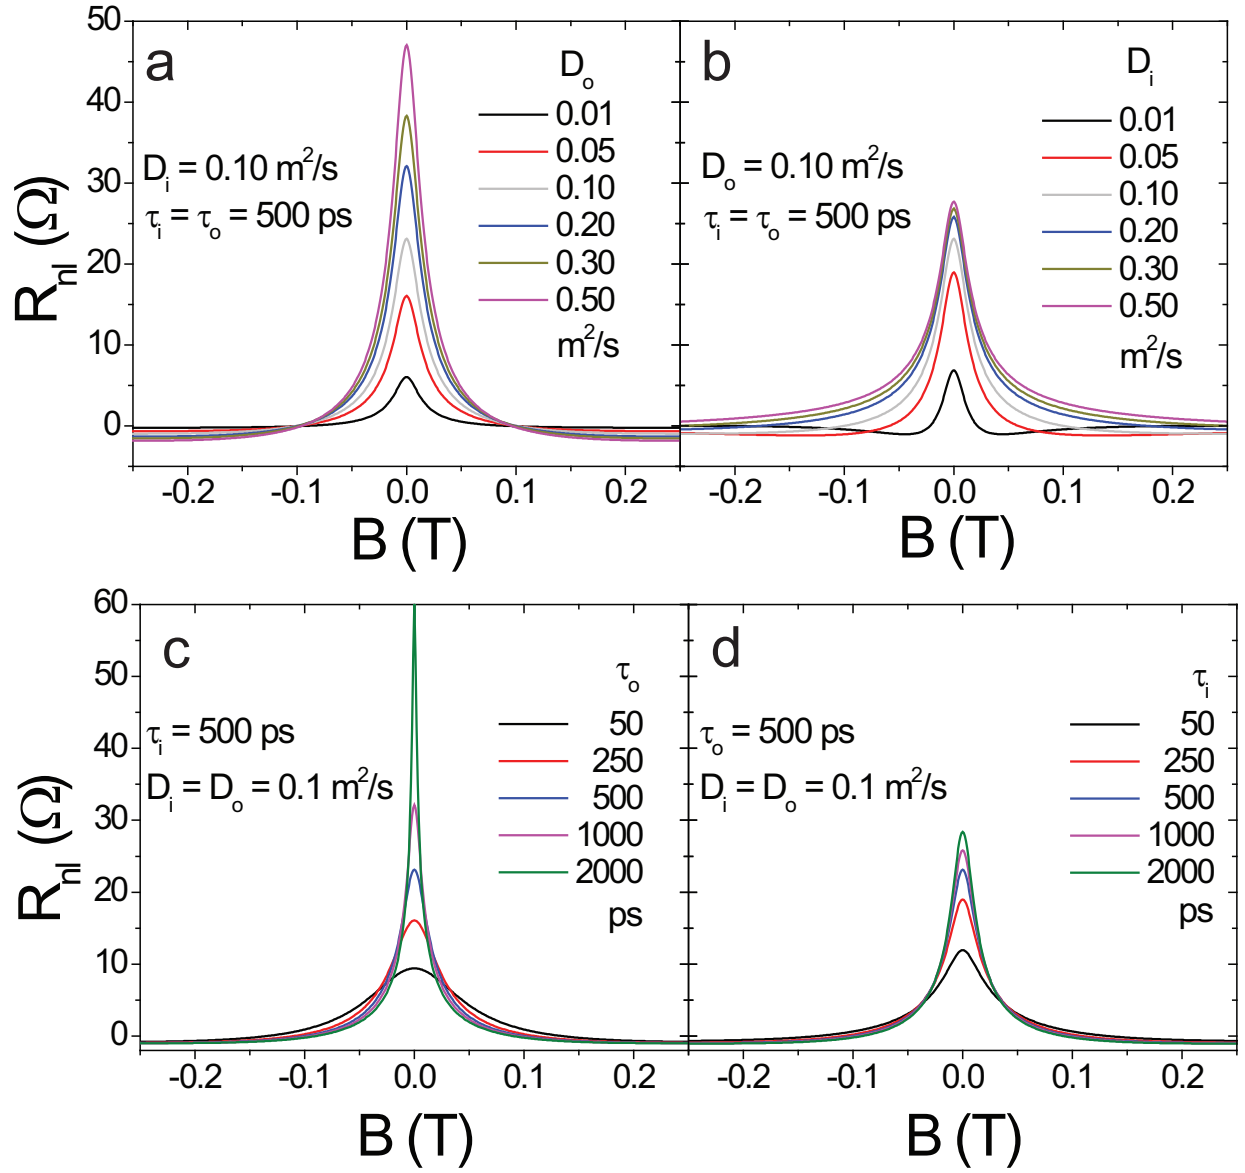 a
D_o
0.01
0.05
0.10
0.20
0.30
0.50
m²/s
D_i = 0.10 m²/s
τ_i = τ_o = 500 ps
50
40
30
20
10
0
R_nl (Ω)
-0.2
-0.1
0.0
0.1
0.2
B (T)
b
D_i
0.01
0.05
0.10
0.20
0.30
0.50
m²/s
D_o = 0.10 m²/s
τ_i = τ_o = 500 ps
-0.2
-0.1
0.0
0.1
0.2
B (T)
c
τ_o
50
250
500
1000
2000
ps
τ_i = 500 ps
D_i = D_o = 0.1 m²/s
60
50
40
30
20
10
0
R_nl (Ω)
-0.2
-0.1
0.0
0.1
0.2
B (T)
d
τ_i
50
250
500
1000
2000
ps
τ_o = 500 ps
D_i = D_o = 0.1 m²/s
-0.2
-0.1
0.0
0.1
0.2
B (T)